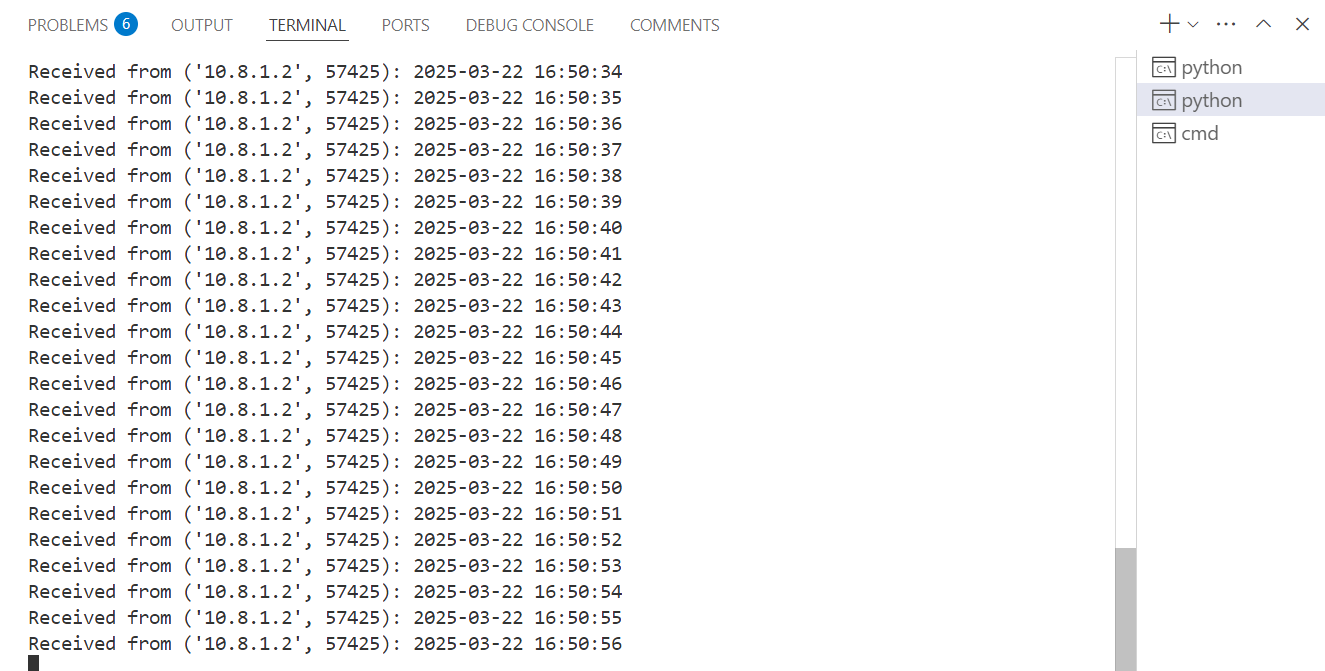 PROBLEMS 6 OUTPUT TERMINAL PORTS DEBUG CONSOLE COMMENTS
Received from ('10.8.1.2', 57425): 2025-03-22 16:50:34
Received from ('10.8.1.2', 57425): 2025-03-22 16:50:35
Received from ('10.8.1.2', 57425): 2025-03-22 16:50:36
Received from ('10.8.1.2', 57425): 2025-03-22 16:50:37
Received from ('10.8.1.2', 57425): 2025-03-22 16:50:38
Received from ('10.8.1.2', 57425): 2025-03-22 16:50:39
Received from ('10.8.1.2', 57425): 2025-03-22 16:50:40
Received from ('10.8.1.2', 57425): 2025-03-22 16:50:41
Received from ('10.8.1.2', 57425): 2025-03-22 16:50:42
Received from ('10.8.1.2', 57425): 2025-03-22 16:50:43
Received from ('10.8.1.2', 57425): 2025-03-22 16:50:44
Received from ('10.8.1.2', 57425): 2025-03-22 16:50:45
Received from ('10.8.1.2', 57425): 2025-03-22 16:50:46
Received from ('10.8.1.2', 57425): 2025-03-22 16:50:47
Received from ('10.8.1.2', 57425): 2025-03-22 16:50:48
Received from ('10.8.1.2', 57425): 2025-03-22 16:50:49
Received from ('10.8.1.2', 57425): 2025-03-22 16:50:50
Received from ('10.8.1.2', 57425): 2025-03-22 16:50:51
Received from ('10.8.1.2', 57425): 2025-03-22 16:50:52
Received from ('10.8.1.2', 57425): 2025-03-22 16:50:53
Received from ('10.8.1.2', 57425): 2025-03-22 16:50:54
Received from ('10.8.1.2', 57425): 2025-03-22 16:50:55
Received from ('10.8.1.2', 57425): 2025-03-22 16:50:56
python
python
cmd